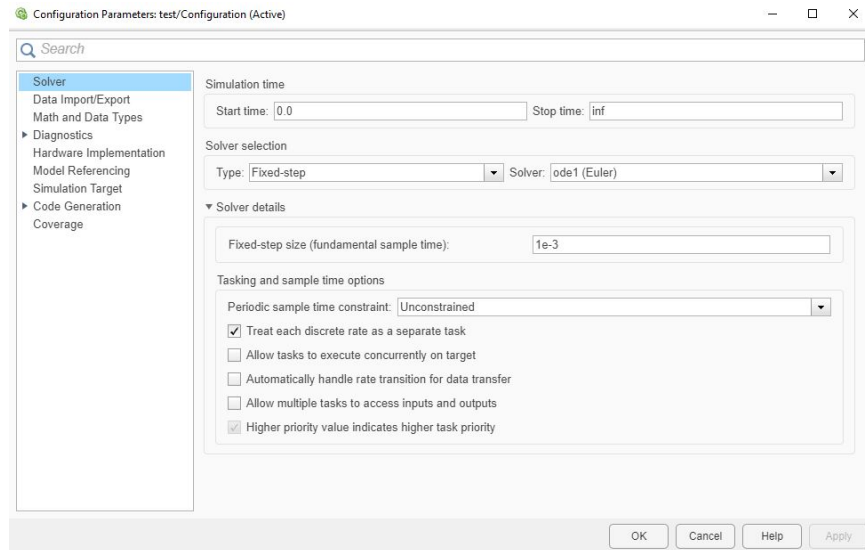 Configuration Parameters: test/Configuration (Active)
Search
Solver
Data Import/Export
Math and Data Types
Diagnostics
Hardware Implementation
Model Referencing
Simulation Target
Code Generation
Coverage
Simulation time
Start time: 0.0 Stop time: inf
Solver selection
Type: Fixed-step Solver: ode1 (Euler)
Solver details
Fixed-step size (fundamental sample time): 1e-3
Tasking and sample time options
Periodic sample time constraint: Unconstrained
Treat each discrete rate as a separate task
Allow tasks to execute concurrently on target
Automatically handle rate transition for data transfer
Allow multiple tasks to access inputs and outputs
Higher priority value indicates higher task priority
OK Cancel Help Apply